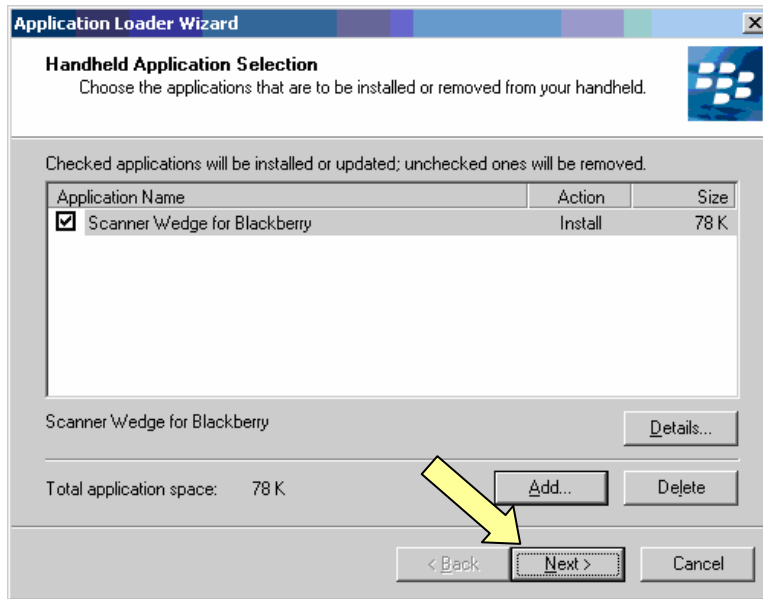 Application Loader Wizard
Handheld Application Selection
Choose the applications that are to be installed or removed from your handheld.
Checked applications will be installed or updated; unchecked ones will be removed.
Application Name Action Size
Scanner Wedge for Blackberry Install 78 K
Scanner Wedge for Blackberry
Details...
Total application space: 78 K Add... Delete
< Back Next > Cancel